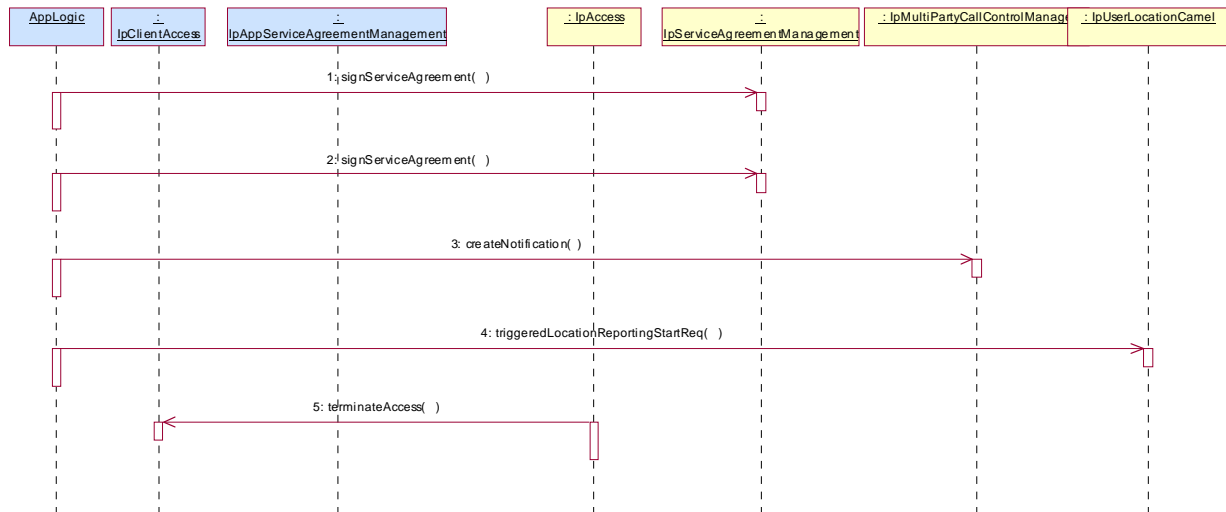 AppLogic
:
IpClientAccess
:
IpAppServiceAgreementManagement
: IpAccess
:
IpServiceAgreementManagement
: IpMultiPartyCallControlManage
: IpUserLocationCamel
1: signServiceAgreement( )
2: signServiceAgreement( )
3: createNotification( )
4: triggeredLocationReportingStartReq( )
5: terminateAccess( )